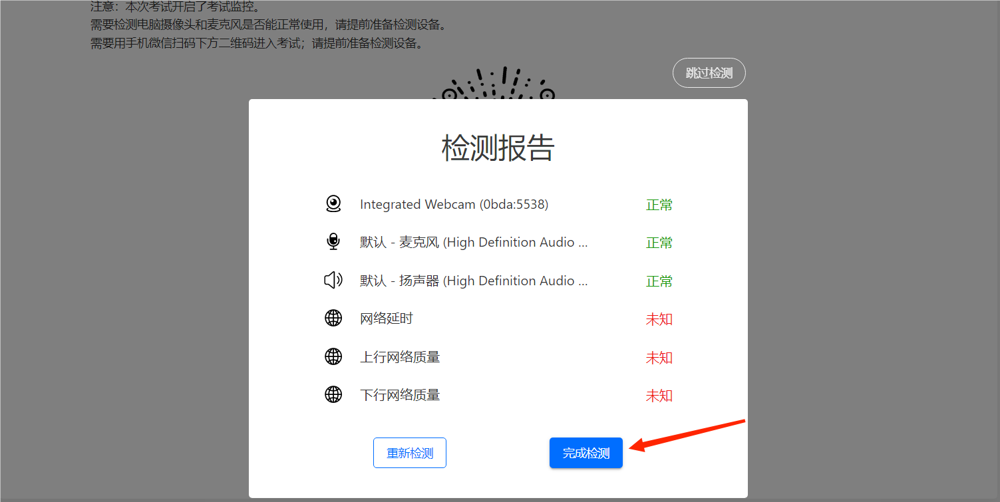 注意：本次考试开启了考试监控。
需要检测电脑摄像头和麦克风是否能正常使用，请提前准备检测设备。
需要用手机微信扫码下方二维码进入考试；请提前准备检测设备。
跳过检测
检测报告
Integrated Webcam (0bda:5538) 正常
默认 - 麦克风 (High Definition Audio ... 正常
默认 - 扬声器 (High Definition Audio ... 正常
网络延时 未知
上行网络质量 未知
下行网络质量 未知
重新检测 完成检测